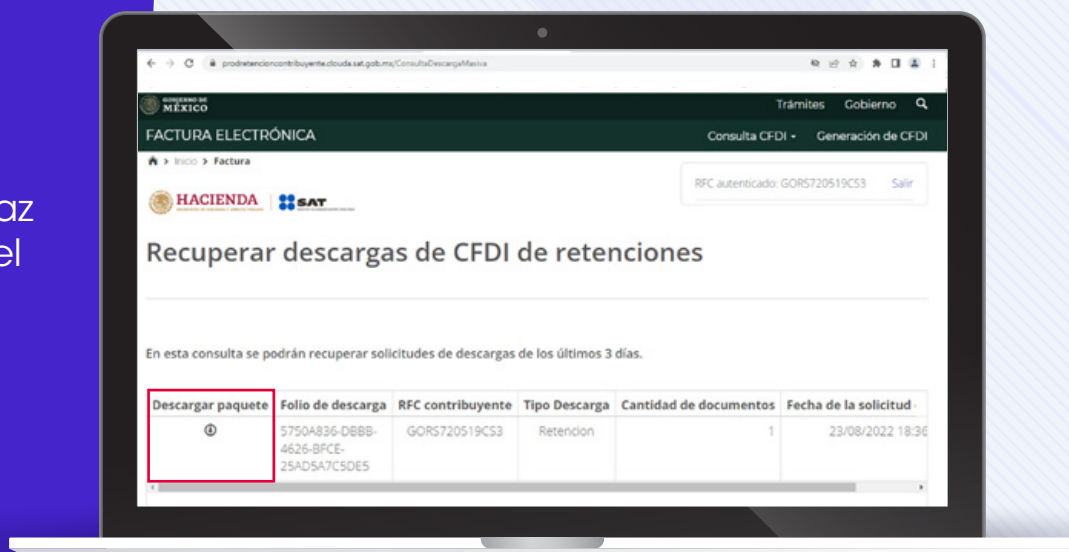 az
el
prodretencioncontribuyente.clouda.sat.gob.mx/ConsultaDescargaMasiva
GOBIERNO DE
MÉXICO
Trámites Gobierno
FACTURA ELECTRÓNICA
Consulta CFDI Generación de CFDI
> Inicio > Factura
RFC autenticado: GORS720519CS3 Salir
HACIENDA
SAT
Recuperar descargas de CFDI de retenciones
En esta consulta se podrán recuperar solicitudes de descargas de los últimos 3 días.
Descargar paquete Folio de descarga RFC contribuyente Tipo Descarga Cantidad de documentos Fecha de la solicitud
5750A836-DBBB- GORS720519CS3 Retencion 1 23/08/2022 18:36
4626-BFCE-
25AD5A7C5DE5